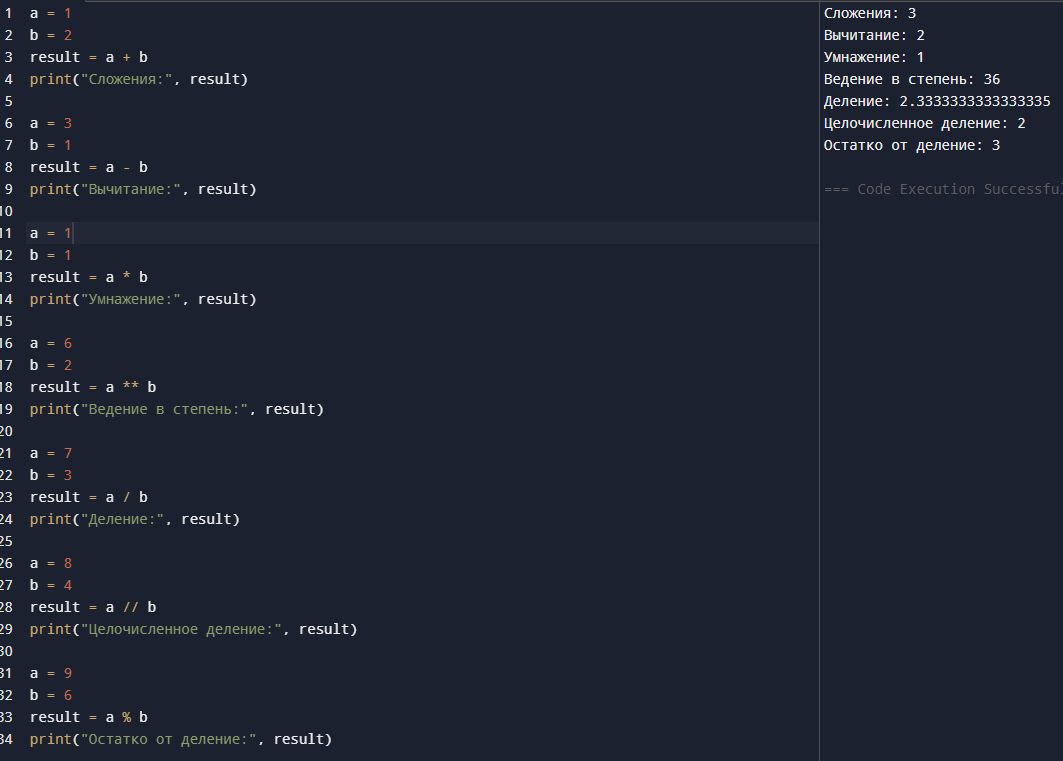 1 a = 1
2 b = 2
3 result = a + b
4 print("Сложения:", result)
5
6 a = 3
7 b = 1
8 result = a - b
9 print("Вычитание:", result)
10
11 a = 1
12 b = 1
13 result = a * b
14 print("Умнажение:", result)
15
16 a = 6
17 b = 2
18 result = a ** b
19 print("Ведение в степень:", result)
20
21 a = 7
22 b = 3
23 result = a / b
24 print("Деление:", result)
25
26 a = 8
27 b = 4
28 result = a // b
29 print("Целочисленное деление:", result)
30
31 a = 9
32 b = 6
33 result = a % b
34 print("Остатко от деление:", result)
Сложения: 3
Вычитание: 2
Умнажение: 1
Ведение в степень: 36
Деление: 2.3333333333333335
Целочисленное деление: 2
Остатко от деление: 3
=== Code Execution Successful